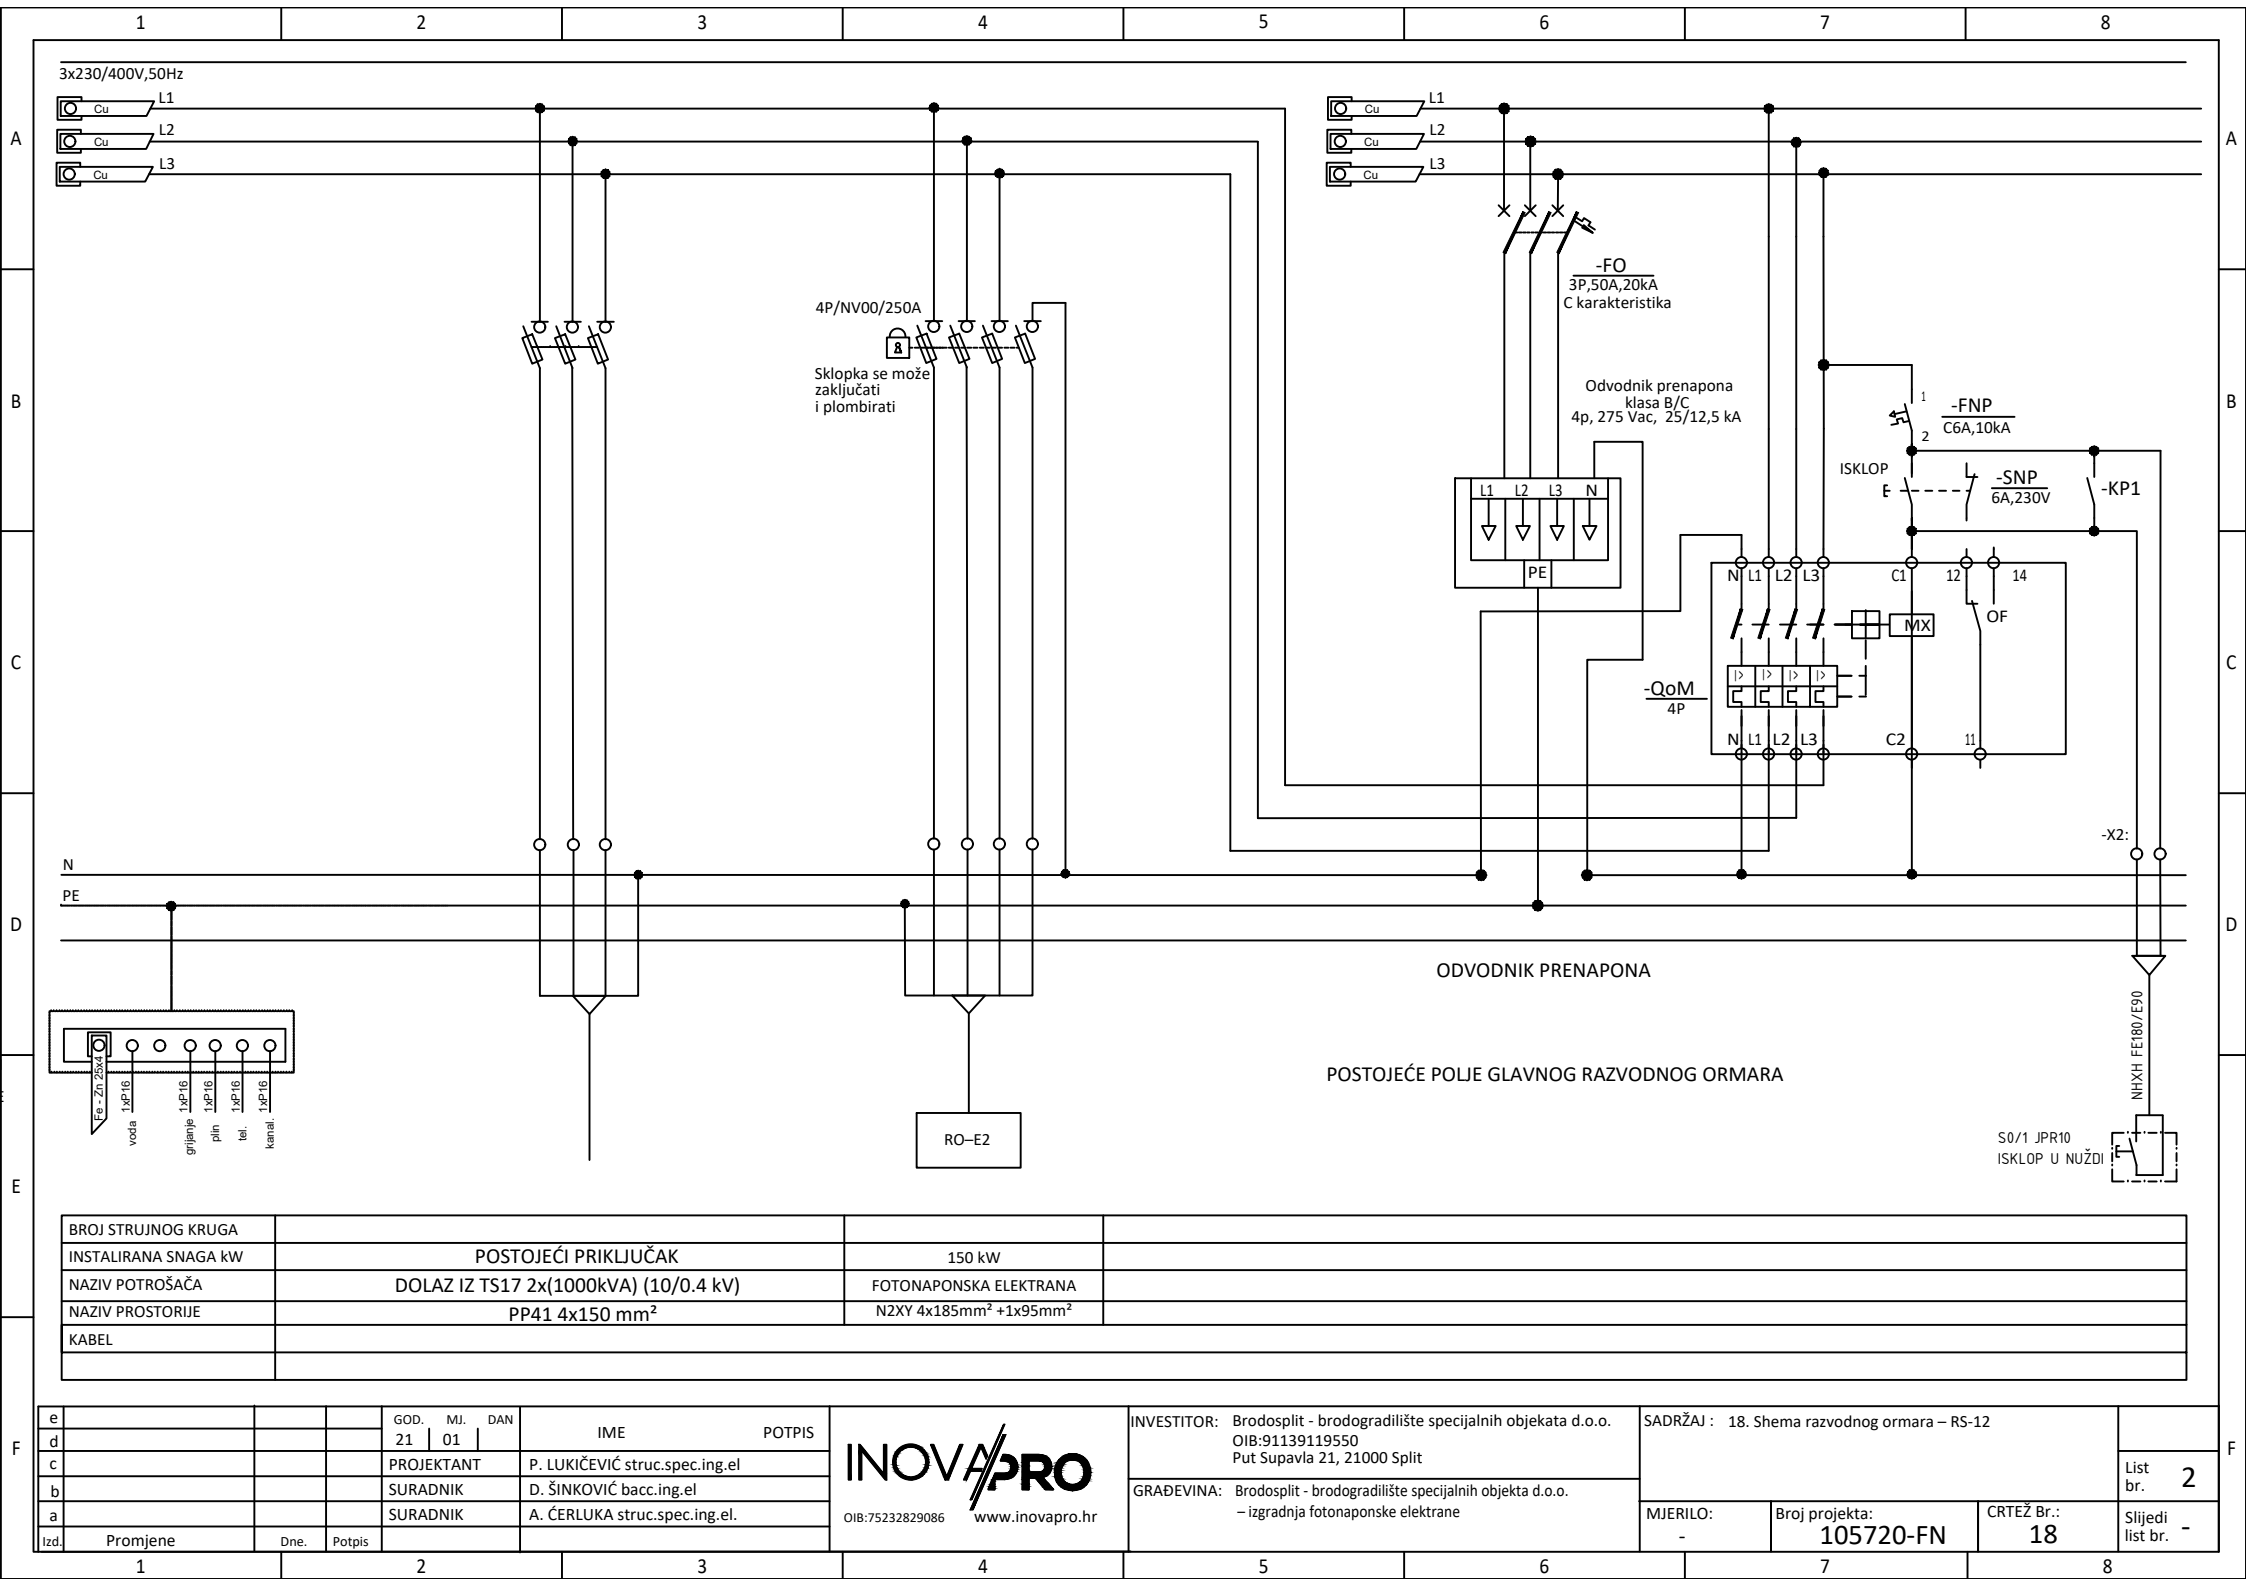 1 2 3 4 5 6 7 8
A
B
C
D
E
F
A
B
C
D
F
3x230/400V,50Hz
Cu L1
Cu L2
Cu L3
Cu L1
Cu L2
Cu L3
-FO
3P,50A,20kA
C karakteristika
4P/NV00/250A
Sklopka se može
zaključati
i plombirati
Odvodnik prenapona
klasa B/C
4p, 275 Vac, 25/12,5 kA
L1 L2 L3 N
PE
1
-FNP
C6A,10kA
2
ISKLOP
-SNP
6A,230V
-KP1
N L1 L2 L3 C1 12 14
MX
OF
I> I> I> I>
-QoM
4P
N L1 L2 L3 C2 11
-X2:
N
PE
ODVODNIK PRENAPONA
POSTOJEĆE POLJE GLAVNOG RAZVODNOG ORMARA
NHXH FE180/E90
S0/1 JPR10
ISKLOP U NUŽDI
Fe - Zn 25x4
1xP16
voda
1xP16
grijanje
1xP16
plin
1xP16
tel.
1xP16
kanal.
RO–E2
BROJ STRUJNOG KRUGA
INSTALIRANA SNAGA kW POSTOJEĆI PRIKLJUČAK 150 kW
NAZIV POTROŠAČA DOLAZ IZ TS17 2x(1000kVA) (10/0.4 kV) FOTONAPONSKA ELEKTRANA
NAZIV PROSTORIJE PP41 4x150 mm² N2XY 4x185mm² +1x95mm²
KABEL
e
d
c
b
a
Izd. Promjene Dne. Potpis
GOD. MJ. DAN
21 01
IME POTPIS
PROJEKTANT P. LUKIČEVIĆ struc.spec.ing.el
SURADNIK D. ŠINKOVIĆ bacc.ing.el
SURADNIK A. ĆERLUKA struc.spec.ing.el.
INOVAPRO
OIB:75232829086 www.inovapro.hr
INVESTITOR: Brodosplit - brodogradilište specijalnih objekata d.o.o.
OIB:91139119550
Put Supavla 21, 21000 Split
GRAĐEVINA: Brodosplit - brodogradilište specijalnih objekta d.o.o.
– izgradnja fotonaponske elektrane
SADRŽAJ : 18. Shema razvodnog ormara – RS-12
MJERILO:
-
Broj projekta:
105720-FN
CRTEŽ Br.:
18
List
br. 2
Slijedi
list br. -
1 2 3 4 5 6 7 8